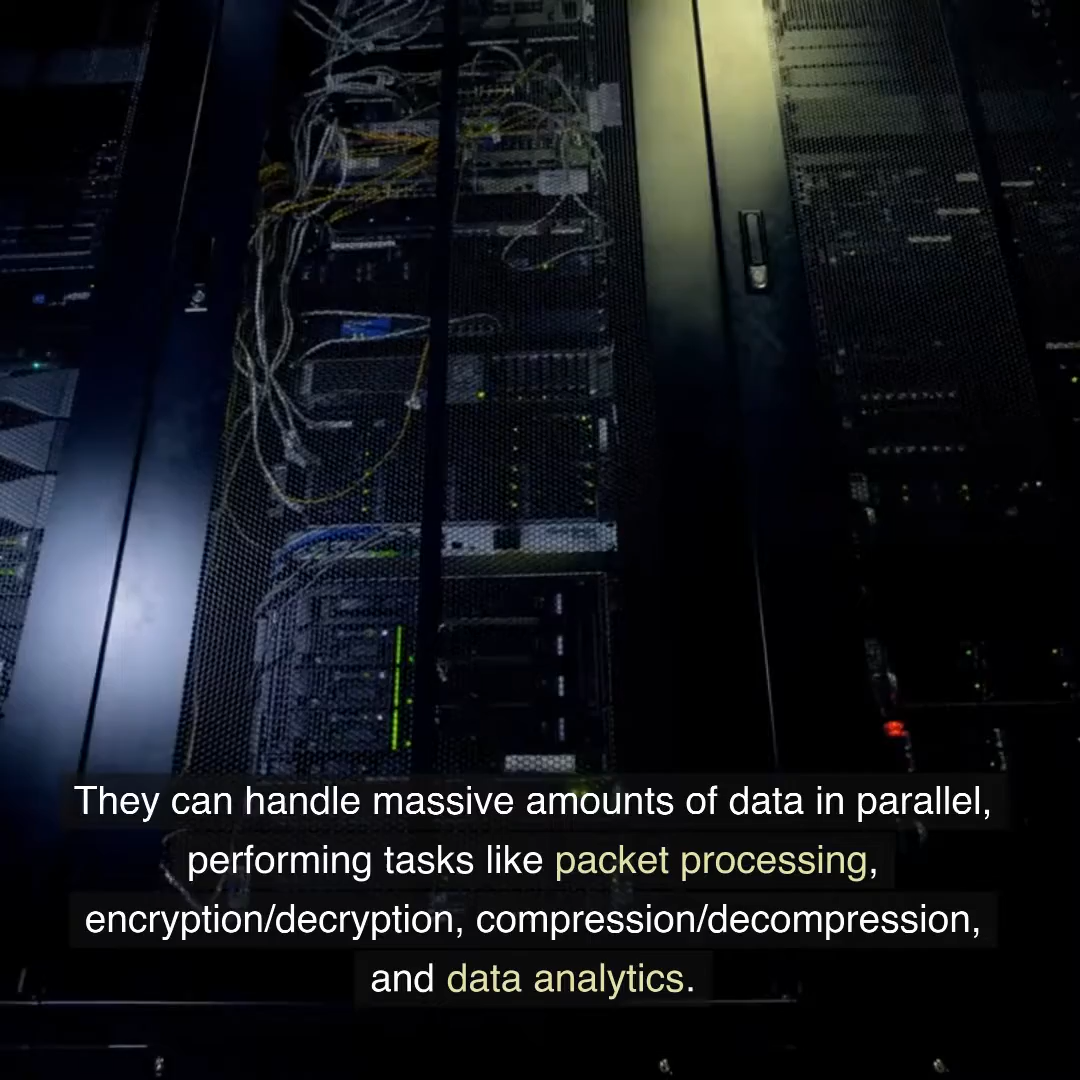 They can handle massive amounts of data in parallel,
performing tasks like packet processing,
encryption/decryption, compression/decompression,
and data analytics.